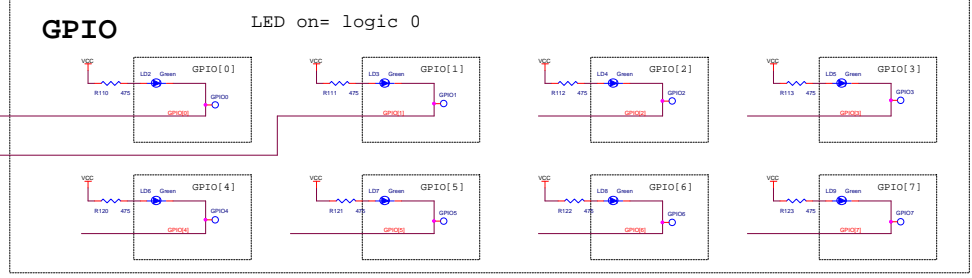 GPIO
LED on= logic 0
VCC
LD2 Green
GPIO[0]
R110 475
GPIO0
GPIO[0]
VCC
LD3 Green
GPIO[1]
R111 475
GPIO1
GPIO[1]
VCC
LD4 Green
GPIO[2]
R112 475
GPIO2
GPIO[2]
VCC
LD5 Green
GPIO[3]
R113 475
GPIO3
GPIO[3]
VCC
LD6 Green
GPIO[4]
R120 475
GPIO4
GPIO[4]
VCC
LD7 Green
GPIO[5]
R121 475
GPIO5
GPIO[5]
VCC
LD8 Green
GPIO[6]
R122 475
GPIO6
GPIO[6]
VCC
LD9 Green
GPIO[7]
R123 475
GPIO7
GPIO[7]